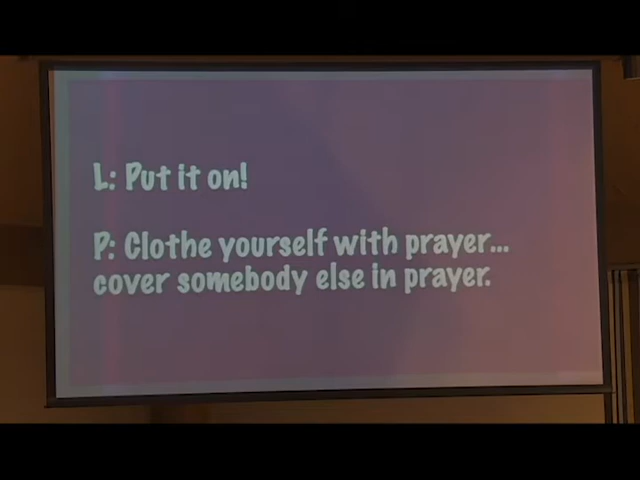 L: Put it on!
P: Clothe yourself with prayer...
cover somebody else in prayer.